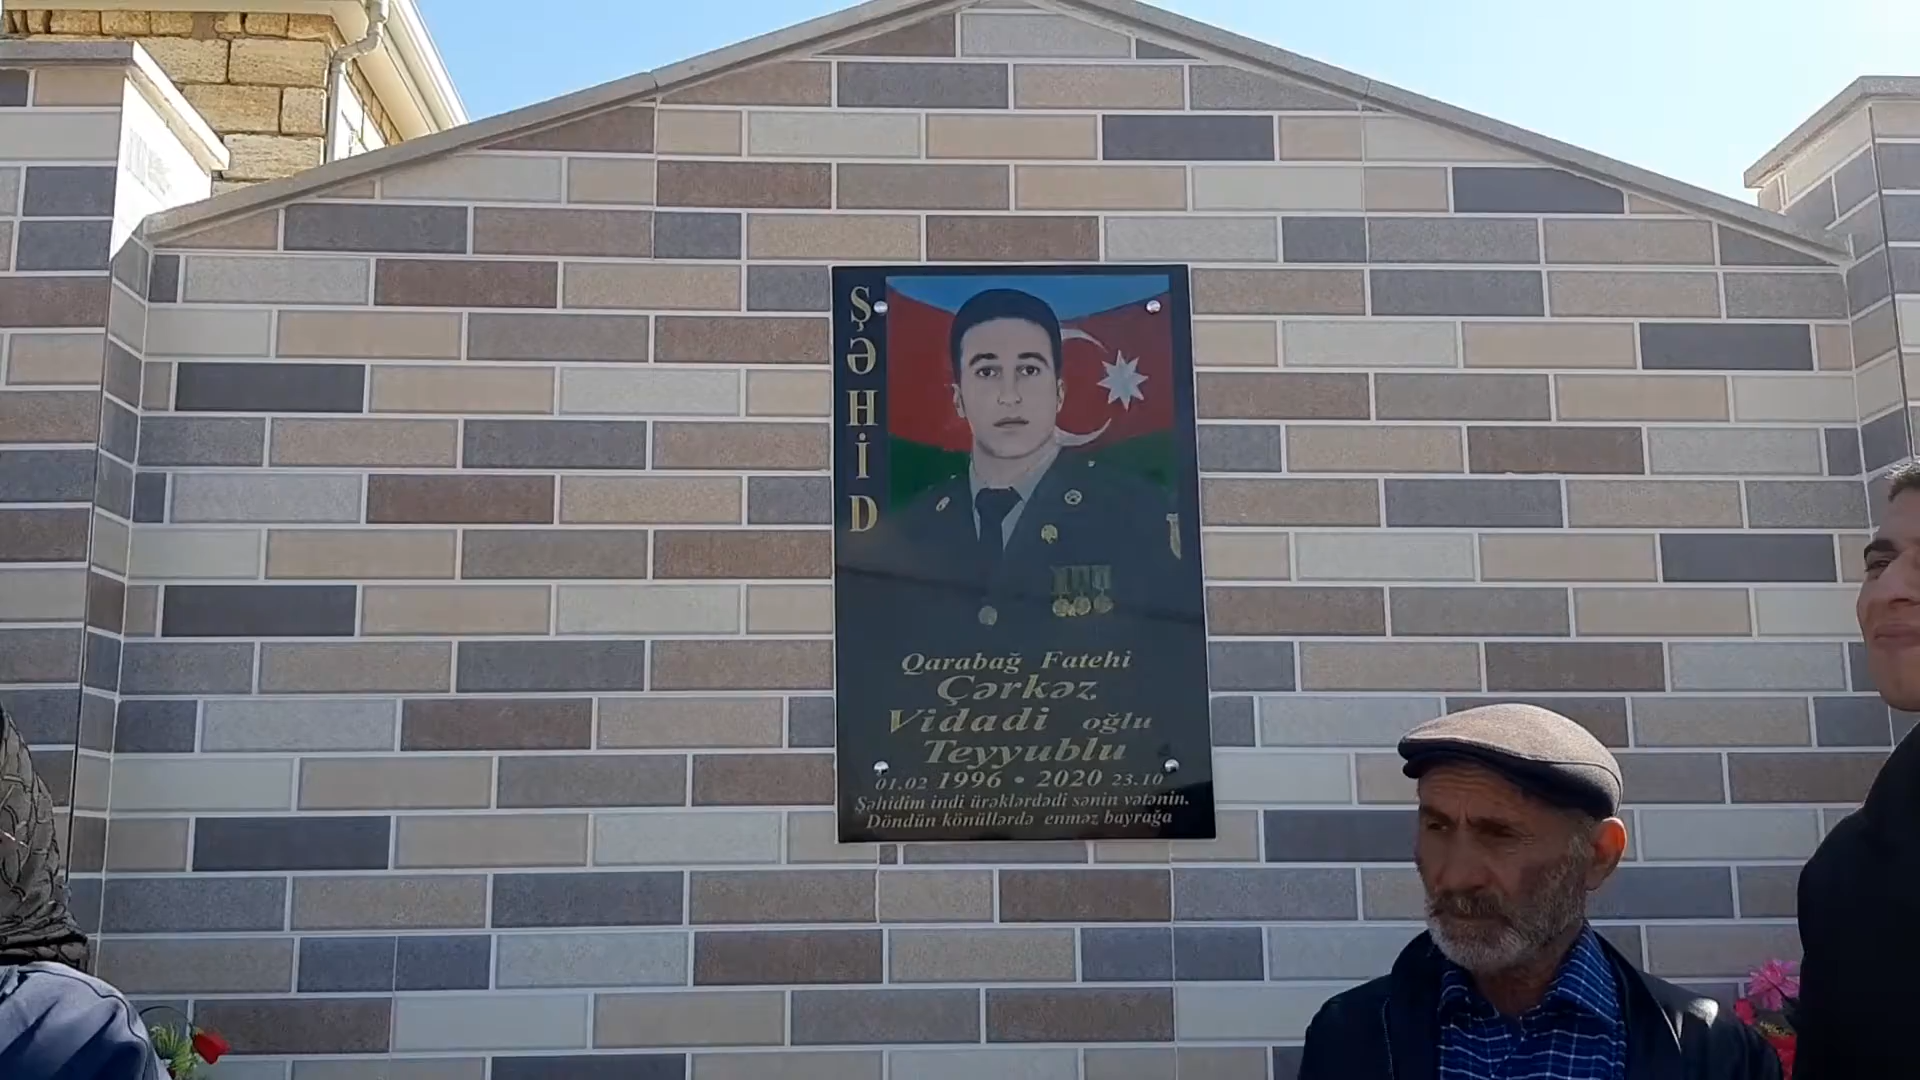 ŞƏHİD
Qarabağ Fatehi
Çərkəz
Vidadi oğlu
Teyyublu
01.02 1996 • 2020 23.10
Şəhidim indi ürəklərdədi sənin vətənin.
Döndün könüllərdə enməz bayrağa